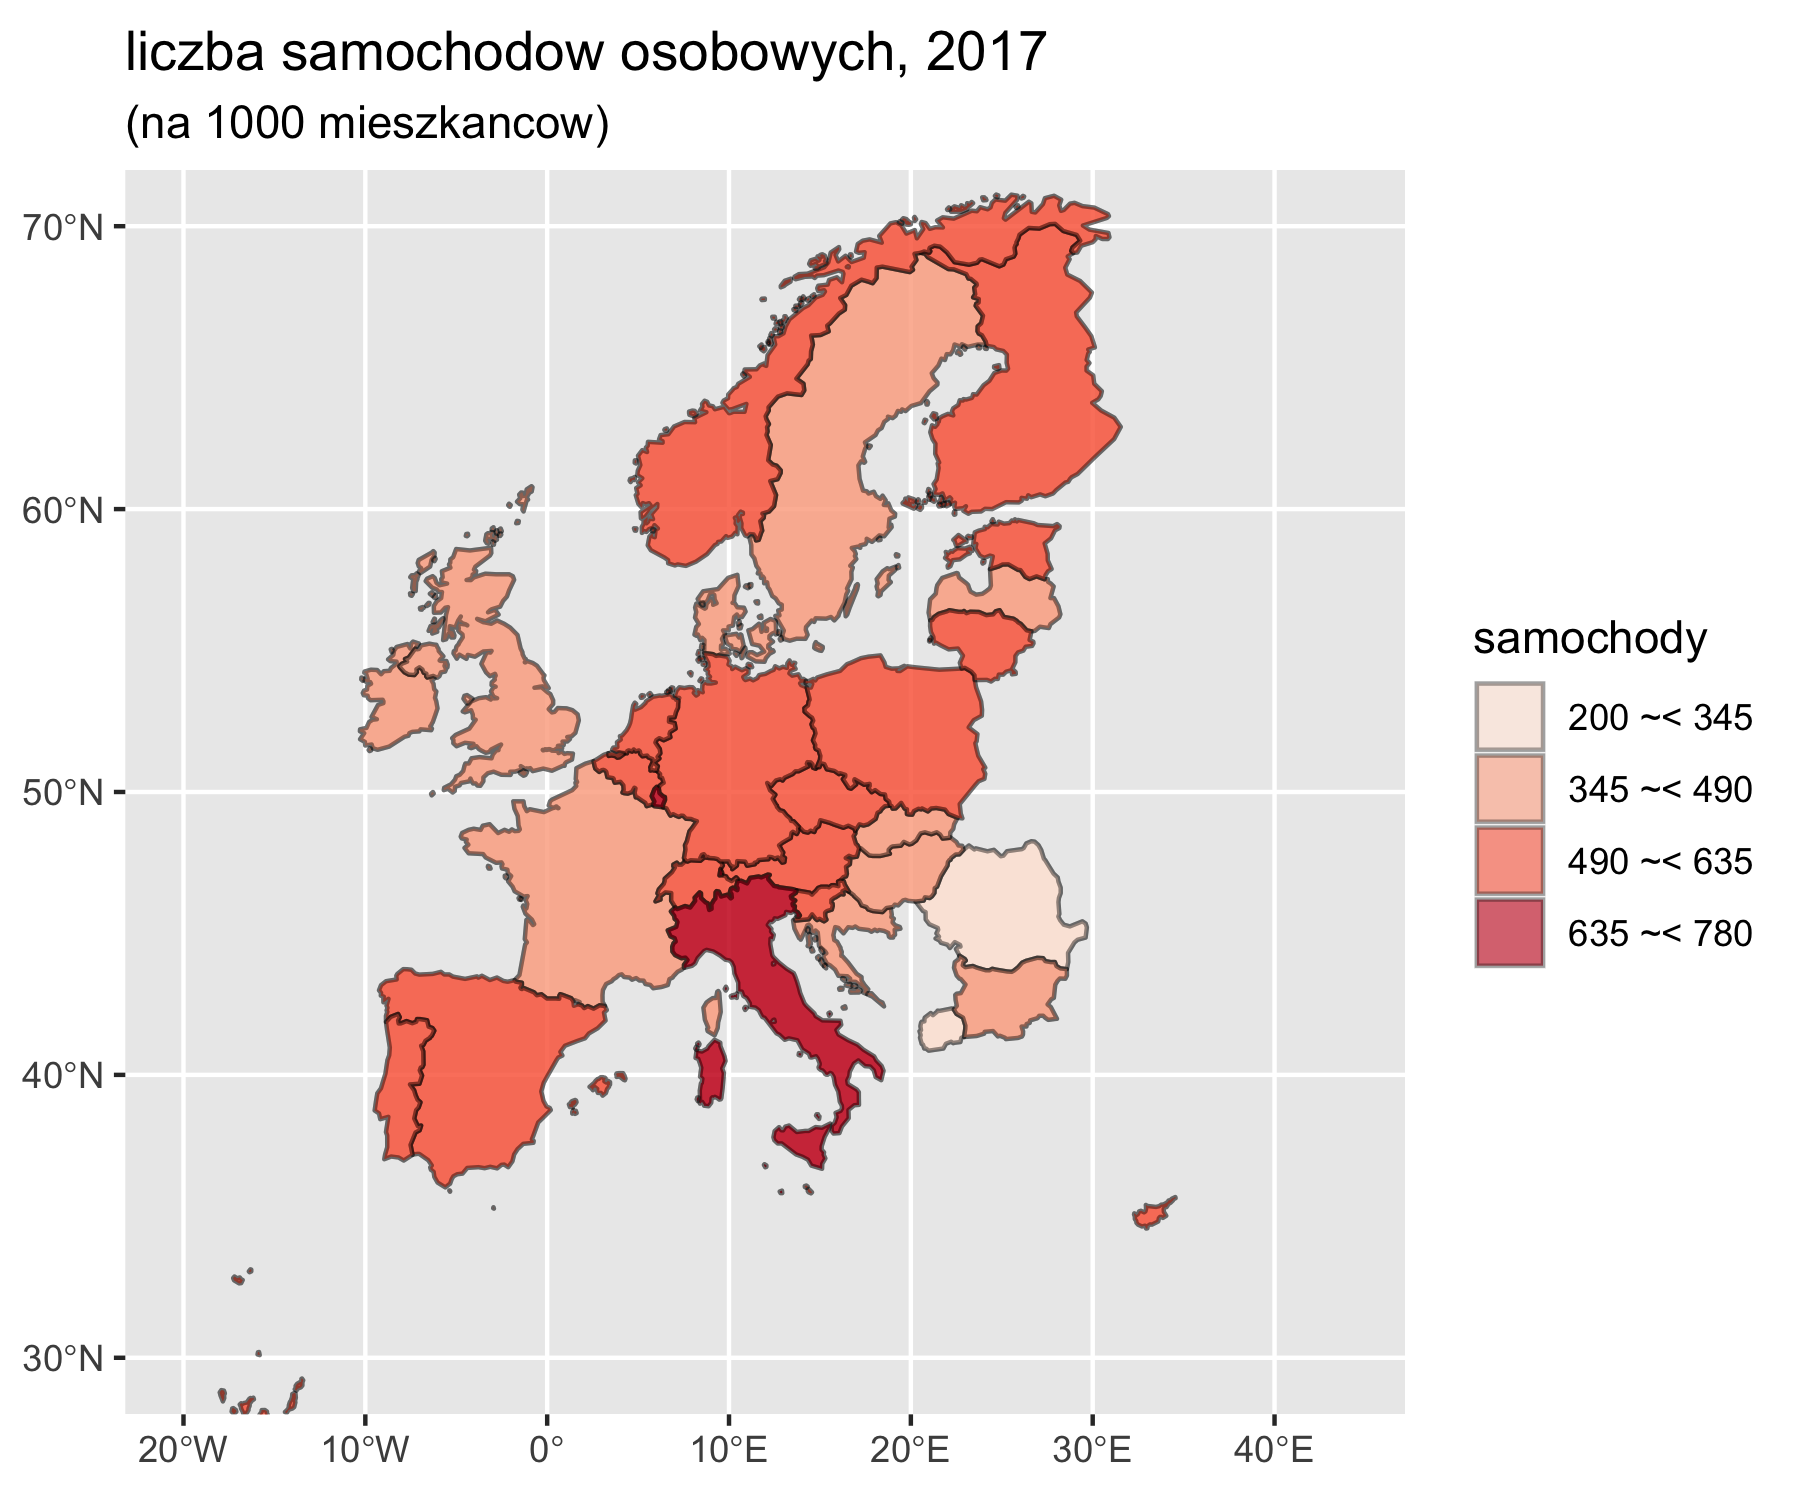 liczba samochodow osobowych, 2017
(na 1000 mieszkancow)
70°N
60°N
50°N
40°N
30°N
20°W 10°W 0° 10°E 20°E 30°E 40°E
samochody
200 ~< 345
345 ~< 490
490 ~< 635
635 ~< 780